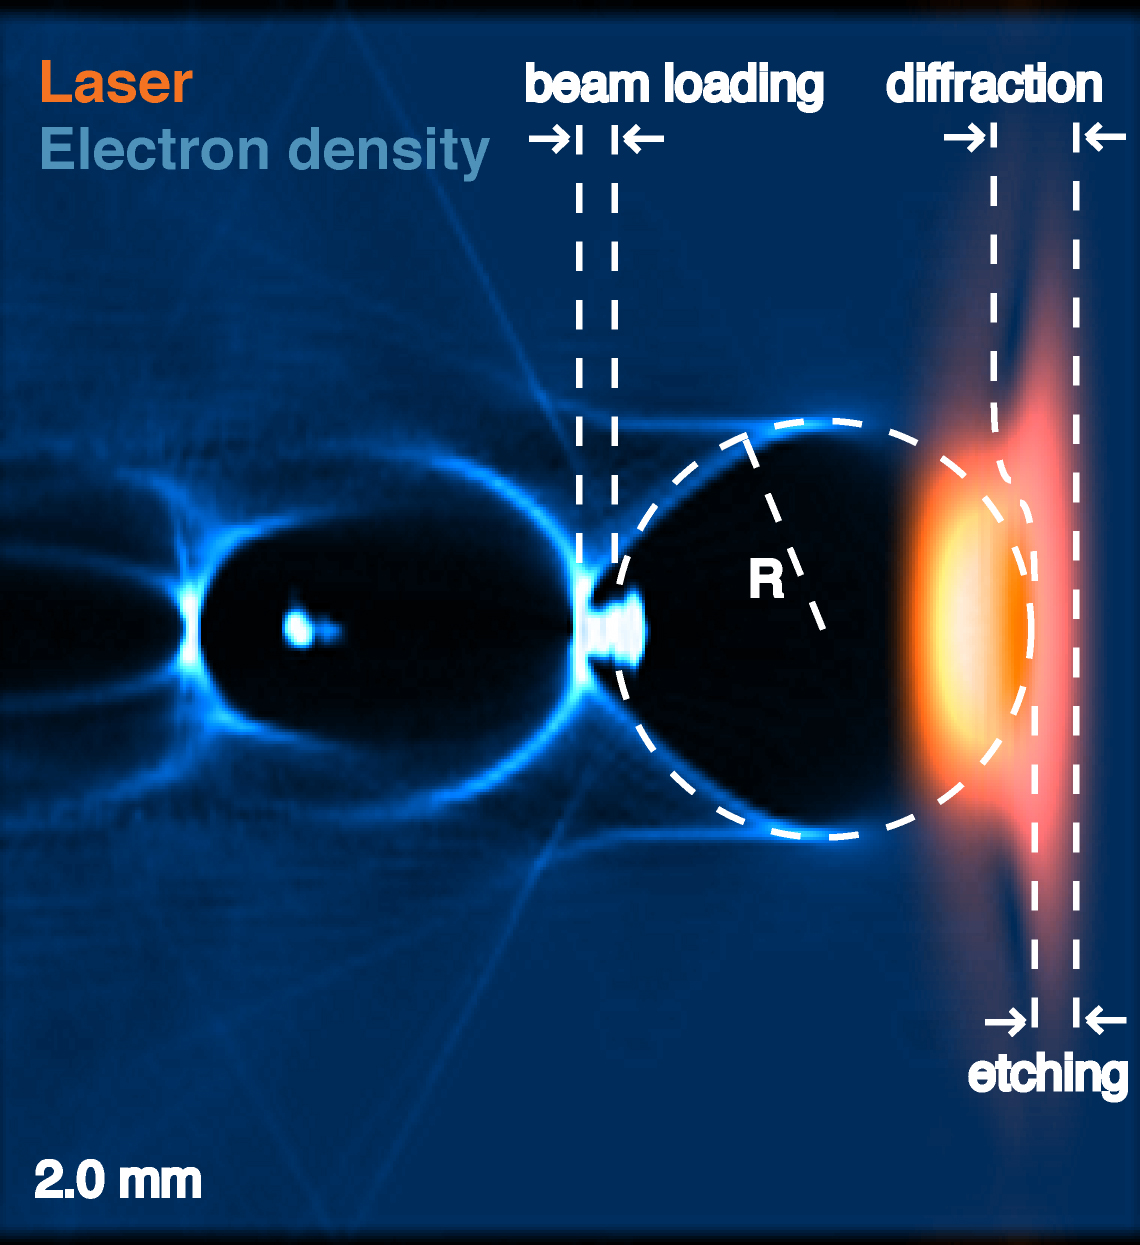 Laser
Electron density
beam loading
diffraction
R
etching
2.0 mm